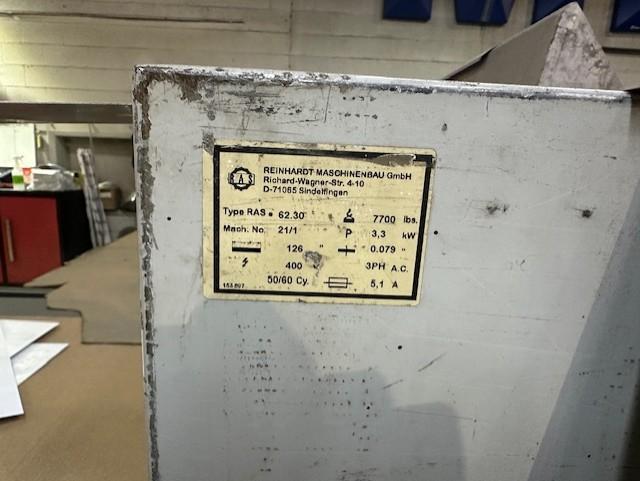 RAS
REINHARDT MASCHINENBAU GmbH
Richard-Wagner-Str. 4-10
D-71065 Sindelfingen
Type RAS • 62.30 7700 lbs.
Mach. No. 21/1 P 3,3 kW
126 " 0.079 "
400 3PH A.C.
50/60 Cy. 5,1 A